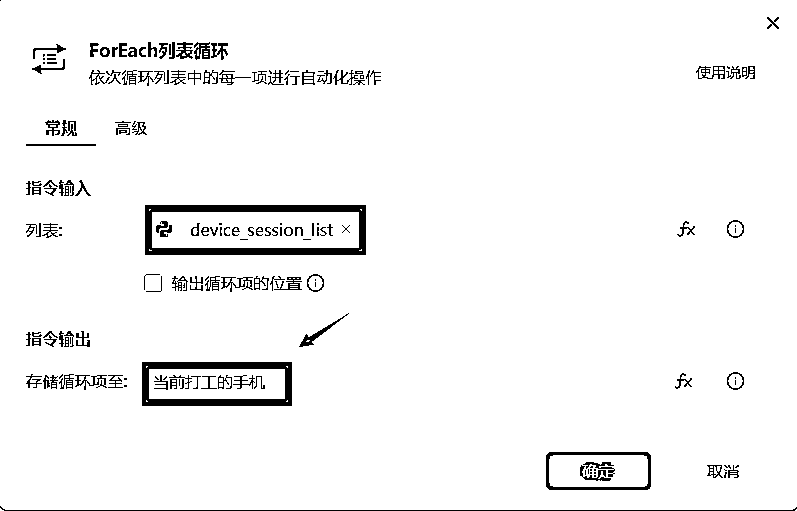 ForEach列表循环
依次循环列表中的每一项进行自动化操作
使用说明
常规 高级
指令输入
列表: device_session_list × fx
输出循环项的位置
指令输出
存储循环项至: 当前打工的手机 fx
确定 取消